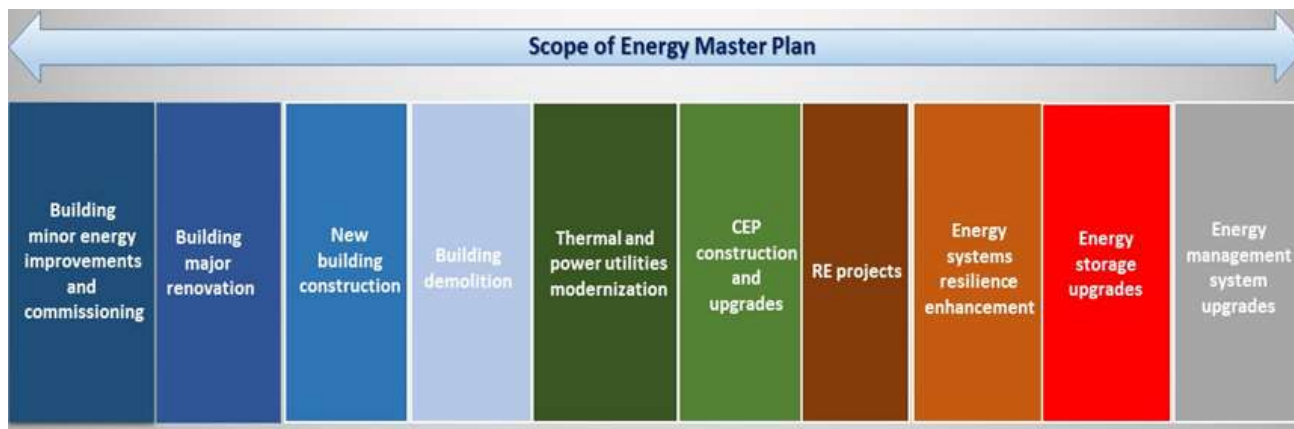 Scope of Energy Master Plan
Building
minor energy
improvements
and
commissioning
Building
major
renovation
New
building
construction
Building
demolition
Thermal and
power utilities
modernization
CEP
construction
and
upgrades
RE projects
Energy
systems
resilience
enhancement
Energy
storage
upgrades
Energy
management
system
upgrades